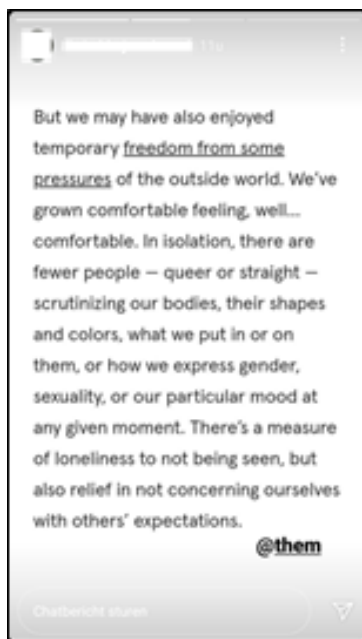 11u
But we may have also enjoyed
temporary freedom from some
pressures of the outside world. We've
grown comfortable feeling, well...
comfortable. In isolation, there are
fewer people — queer or straight —
scrutinizing our bodies, their shapes
and colors, what we put in or on
them, or how we express gender,
sexuality, or our particular mood at
any given moment. There's a measure
of loneliness to not being seen, but
also relief in not concerning ourselves
with others' expectations.
@them
Chatbericht sturen